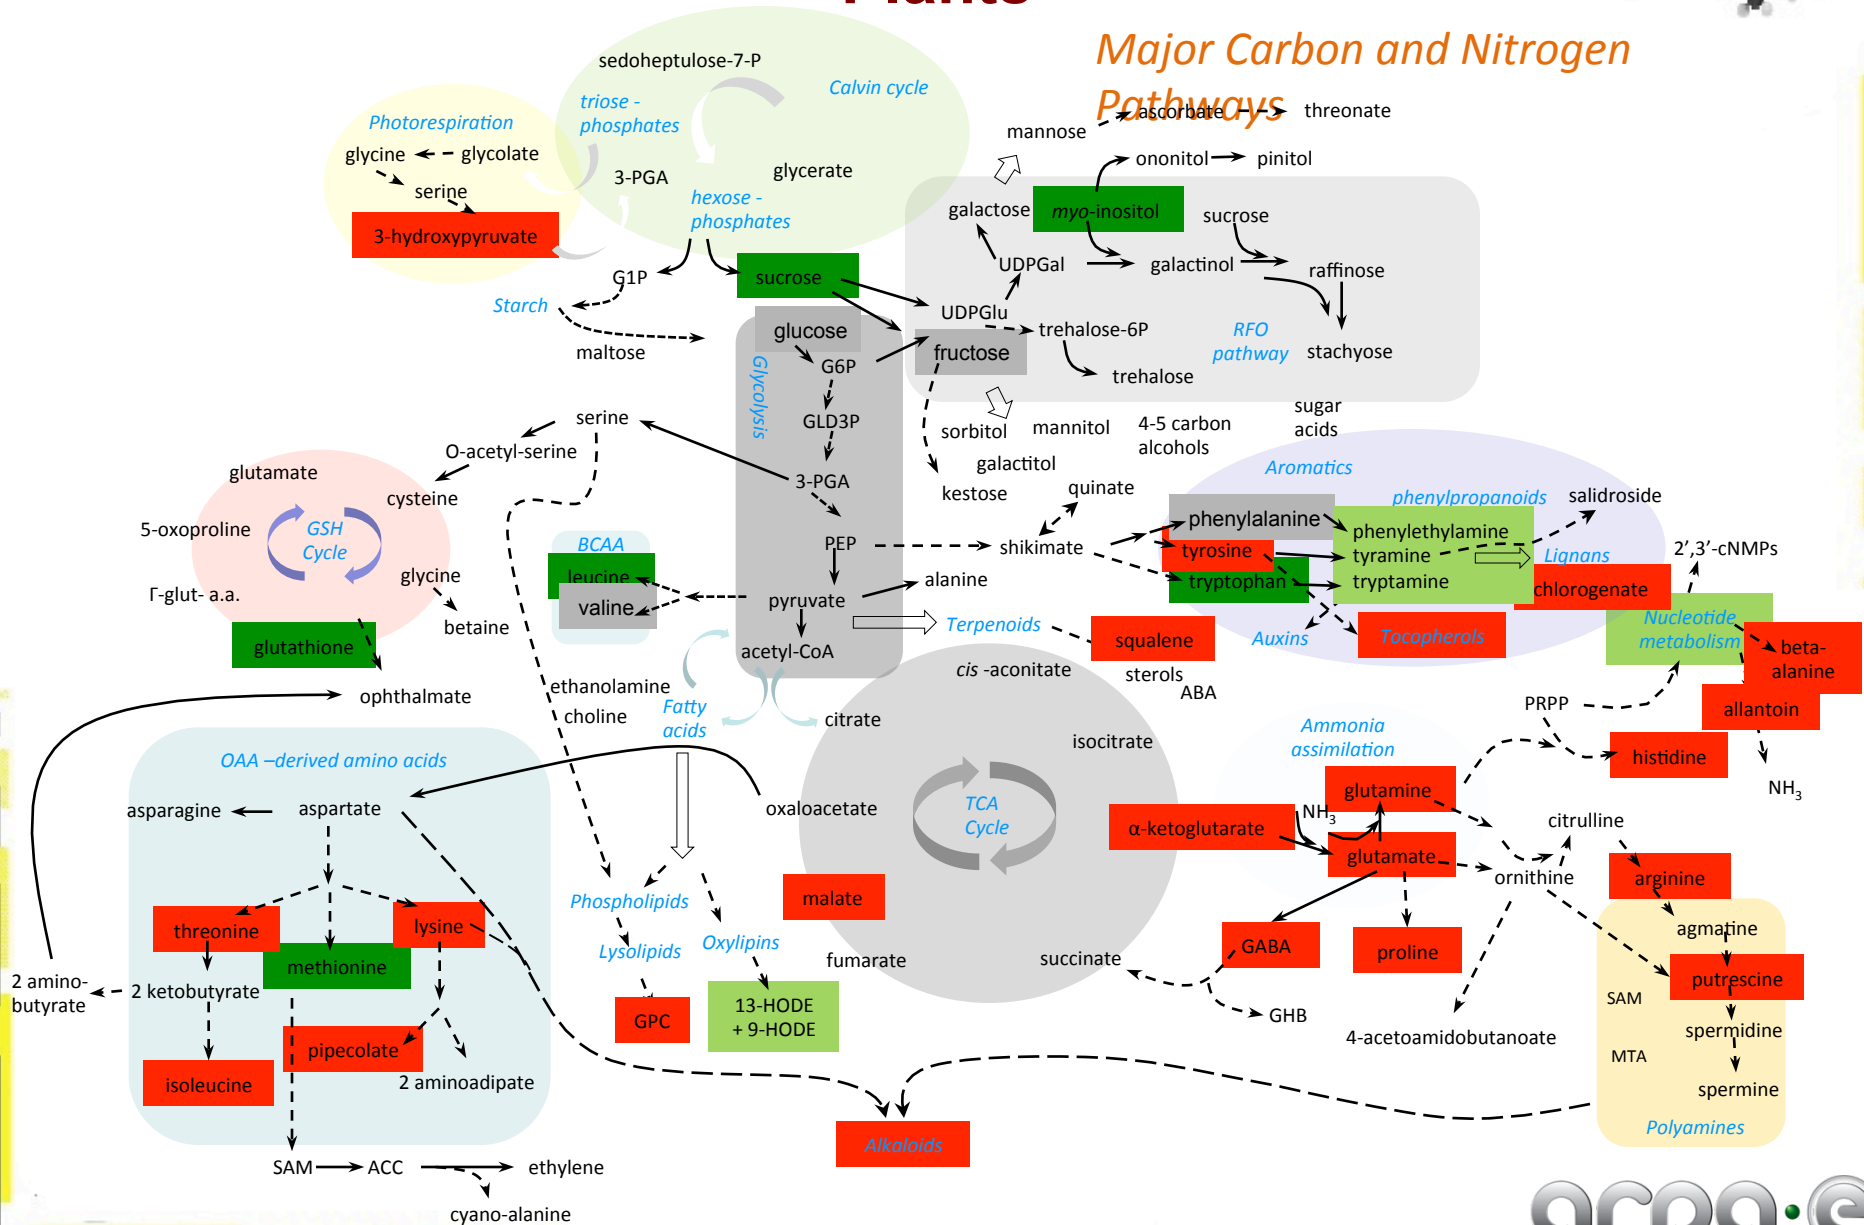 Plants
Major Carbon and Nitrogen
Pathways
sedoheptulose-7-P
Calvin cycle
triose -
phosphates
Photorespiration
glycine
glycolate
serine
3-hydroxypyruvate
3-PGA
glycerate
hexose -
phosphates
mannose
ascorbate
threonate
ononitol
pinitol
galactose
myo-inositol
sucrose
UDPGal
galactinol
raffinose
G1P
sucrose
Starch
maltose
UDPGlu
trehalose-6P
RFO
pathway
stachyose
fructose
trehalose
glucose
G6P
Glycolysis
GLD3P
3-PGA
PEP
pyruvate
acetyl-CoA
sorbitol
mannitol
4-5 carbon
alcohols
sugar
acids
galactitol
kestose
serine
O-acetyl-serine
cysteine
glutamate
5-oxoproline
GSH
Cycle
glycine
Γ-glut- a.a.
betaine
glutathione
ophthalmate
BCAA
leucine
valine
alanine
quinate
shikimate
Aromatics
phenylpropanoids
salidroside
phenylalanine
phenylethylamine
tyrosine
tyramine
Lignans
tryptophan
tryptamine
chlorogenate
2’,3’-cNMPs
Auxins
Tocopherols
Nucleotide
metabolism
beta-
alanine
allantoin
NH3
Terpenoids
squalene
sterols
ABA
PRPP
histidine
ethanolamine
choline
Fatty
acids
citrate
cis -aconitate
isocitrate
TCA
Cycle
oxaloacetate
malate
fumarate
succinate
Ammonia
assimilation
glutamine
α-ketoglutarate
NH3
glutamate
citrulline
ornithine
arginine
GABA
proline
GHB
4-acetoamidobutanoate
agmatine
putrescine
SAM
spermidine
MTA
spermine
Polyamines
OAA –derived amino acids
asparagine
aspartate
threonine
lysine
methionine
2 amino-
butyrate
2 ketobutyrate
pipecolate
isoleucine
2 aminoadipate
Phospholipids
Lysolipids
Oxylipins
GPC
13-HODE
+ 9-HODE
Alkaloids
SAM
ACC
ethylene
cyano-alanine
arpa·e